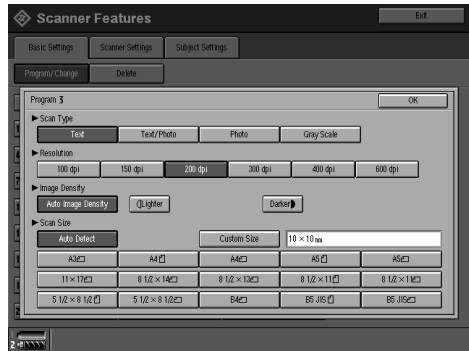 Scanner Features
Exit
Basic Settings Scanner Settings Subject Settings
Program/Change Delete
Program 3
OK
►Scan Type
Text Text/Photo Photo Gray Scale
►Resolution
100 dpi 150 dpi 200 dpi 300 dpi 400 dpi 600 dpi
►Image Density
Auto Image Density Lighter Darker
►Scan Size
Auto Detect Custom Size 10 × 10 mm
A3 A4 A4 A5 A5
11 × 17 8 1/2 × 14 8 1/2 × 13 8 1/2 × 11 8 1/2 × 11
5 1/2 × 8 1/2 5 1/2 × 8 1/2 B4 B5 JIS B5 JIS
2